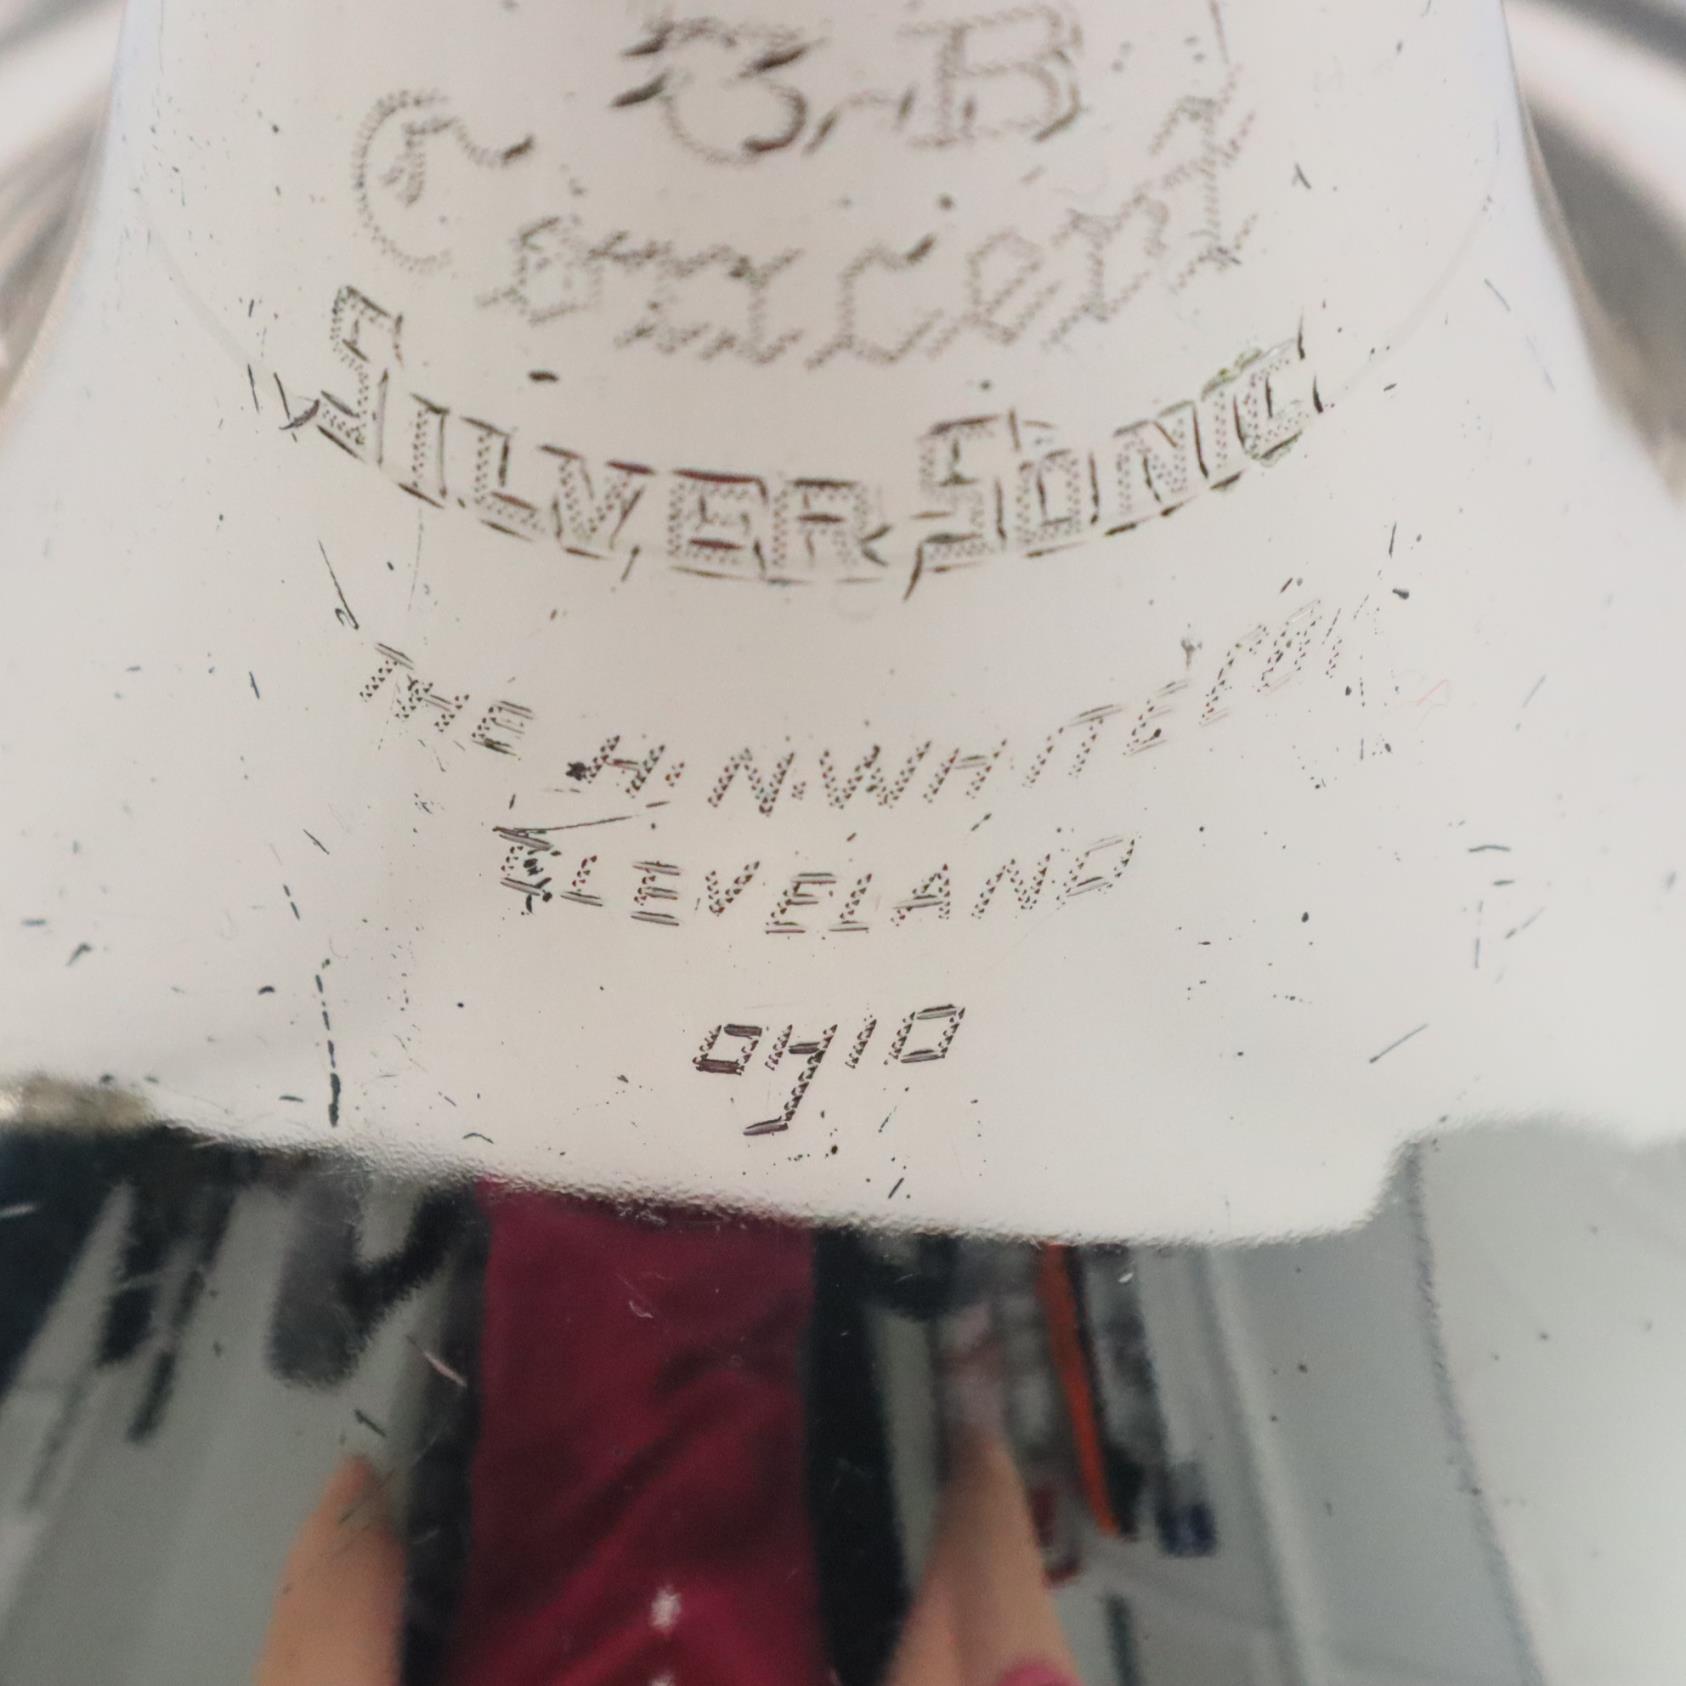 3-B
Concert
SILVER SONIC
THE H.N.WHITE CO.
CLEVELAND
OHIO